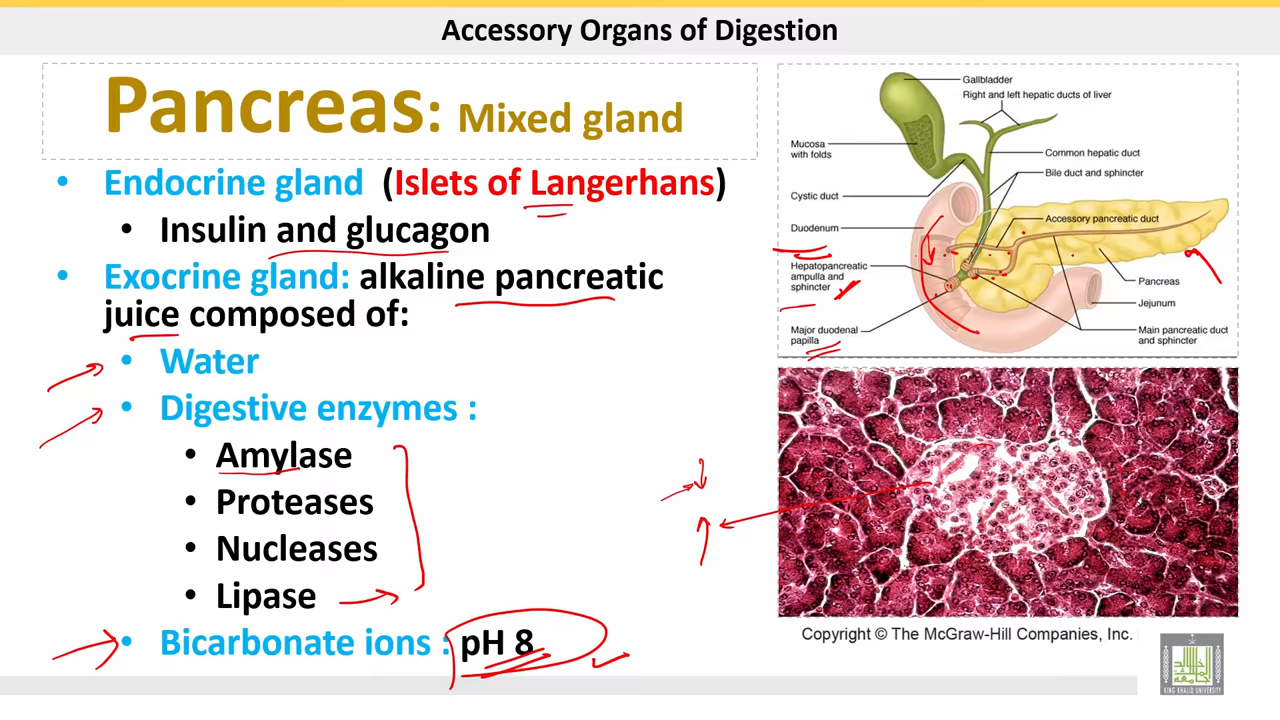 Accessory Organs of Digestion
Pancreas: Mixed gland
• Endocrine gland (Islets of Langerhans)
• Insulin and glucagon
• Exocrine gland: alkaline pancreatic
juice composed of:
• Water
• Digestive enzymes :
• Amylase
• Proteases
• Nucleases
• Lipase
• Bicarbonate ions : pH 8
Gallbladder
Right and left hepatic ducts of liver
Mucosa
with folds
Common hepatic duct
Bile duct and sphincter
Cystic duct
Accessory pancreatic duct
Duodenum
Hepatopancreatic
ampulla and
sphincter
Pancreas
Jejunum
Major duodenal
papilla
Main pancreatic duct
and sphincter
Copyright © The McGraw-Hill Companies, Inc.
KING KHALID UNIVERSITY